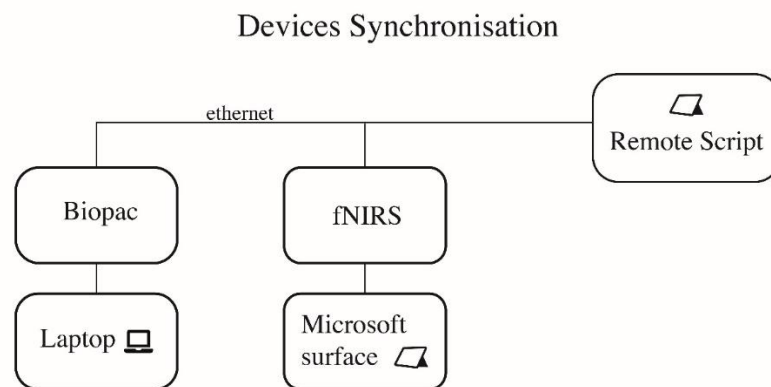 Devices Synchronisation
ethernet
Remote Script
Biopac
fNIRS
Laptop
Microsoft
surface